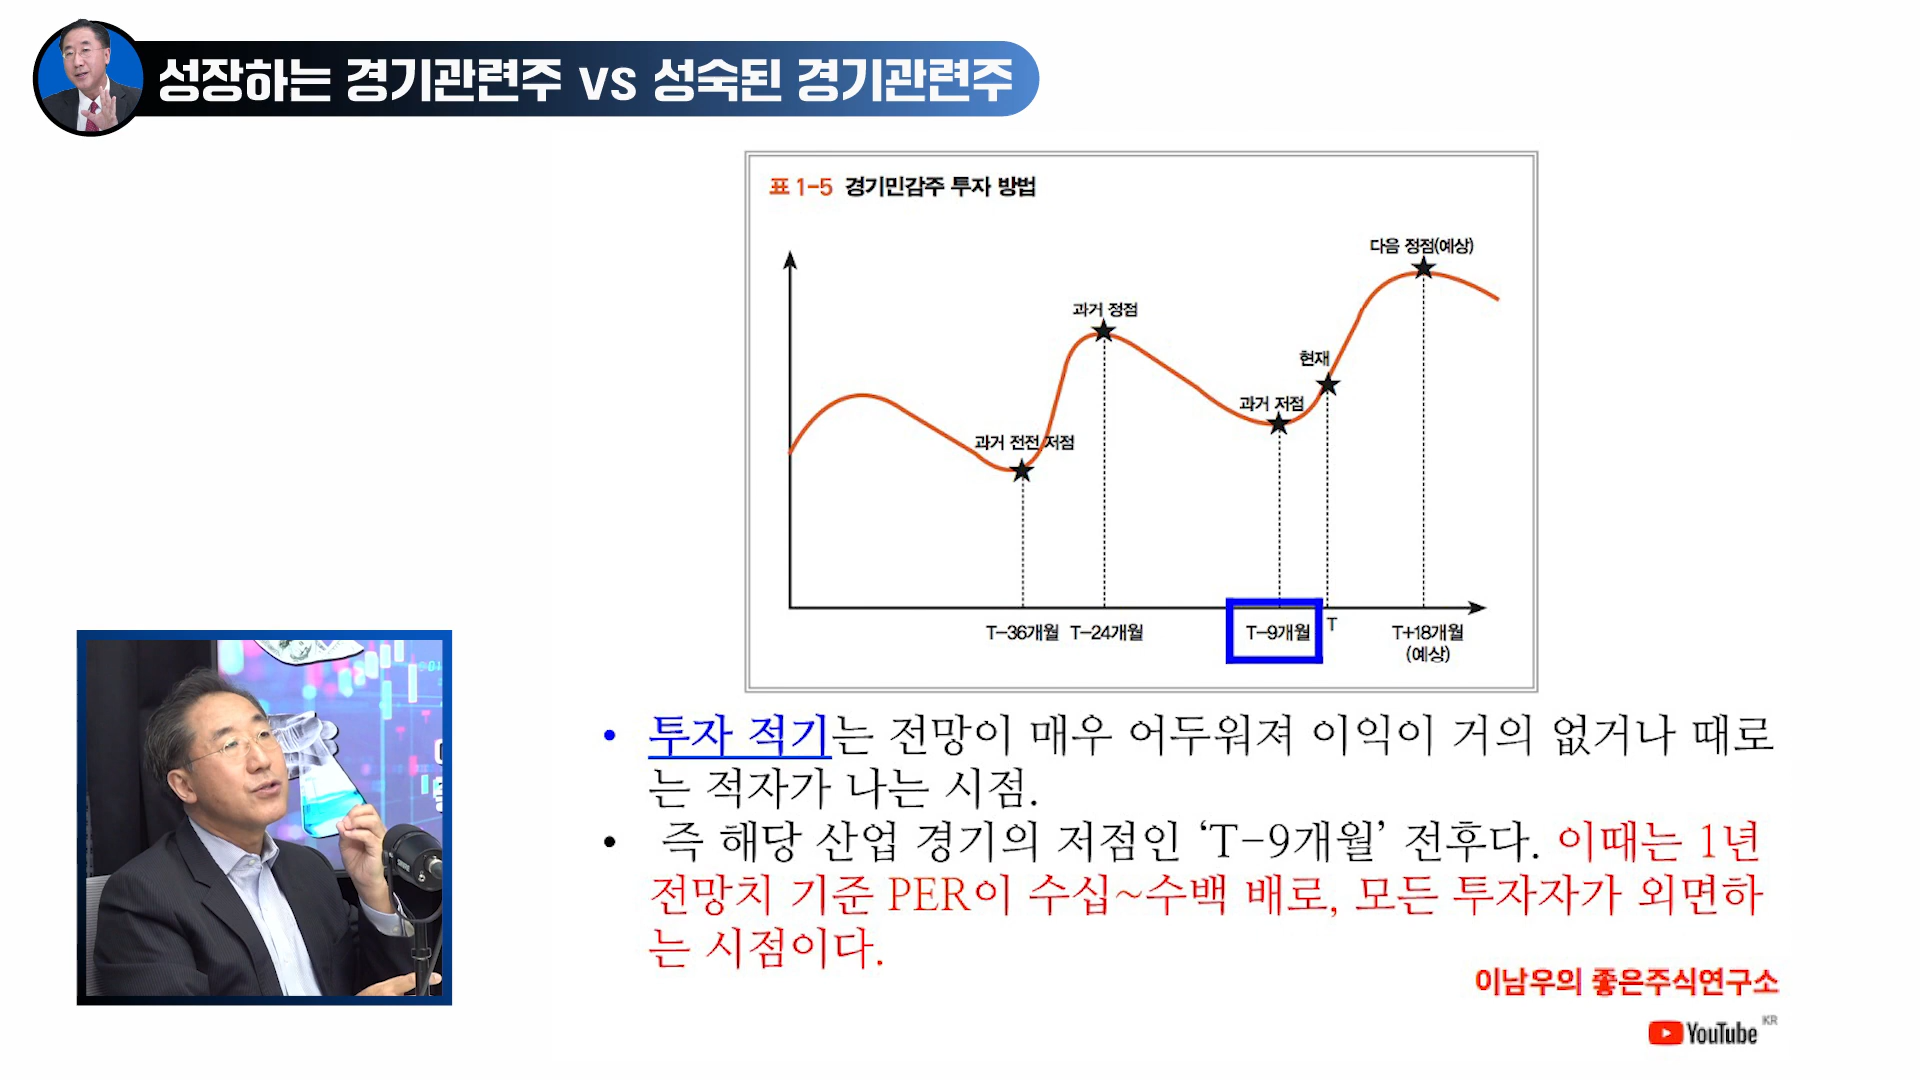 성장하는 경기관련주 vs 성숙된 경기관련주
표 1-5 경기민감주 투자 방법
다음 정점(예상)
과거 정점
현재
과거 저점
과거 전전 저점
T-36개월 T-24개월 T-9개월 T T+18개월
(예상)
• 투자 적기는 전망이 매우 어두워져 이익이 거의 없거나 때로
는 적자가 나는 시점.
• 즉 해당 산업 경기의 저점인 ‘T-9개월’ 전후다. 이때는 1년
전망치 기준 PER이 수십~수백 배로, 모든 투자자가 외면하
는 시점이다.
이남우의 좋은주식연구소
YouTube KR